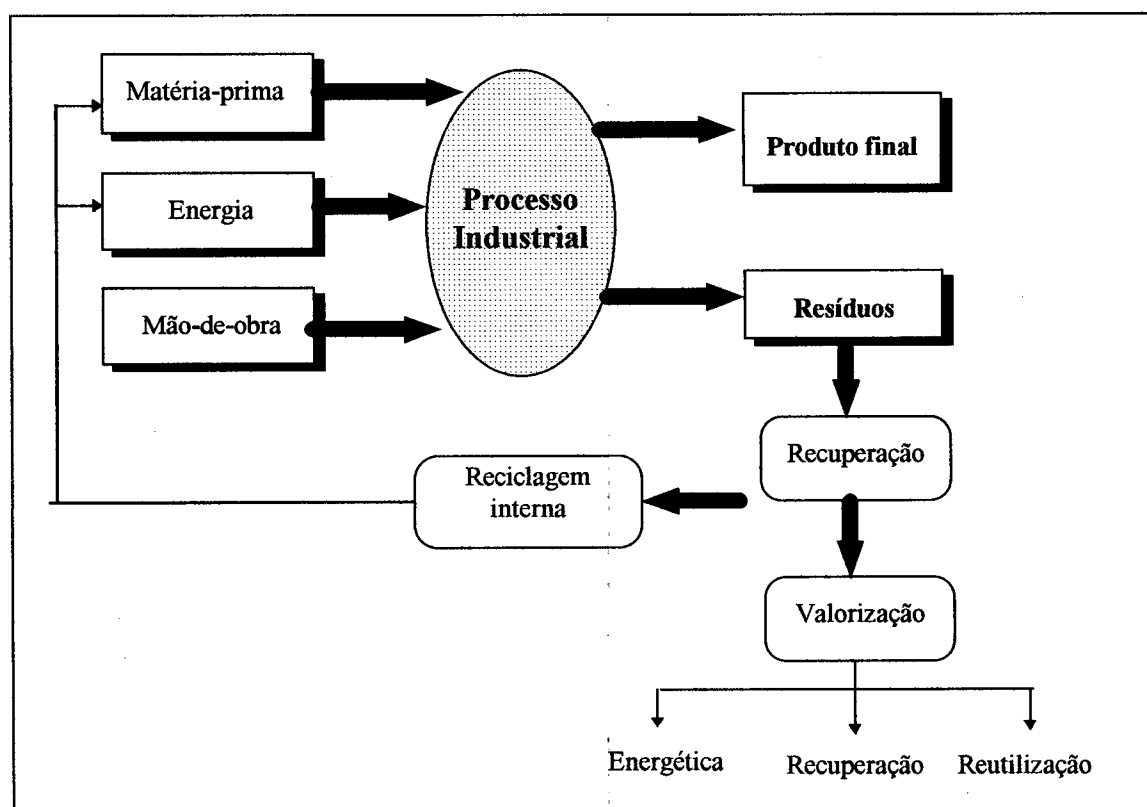 Matéria-prima
Energia
Mão-de-obra
Processo
Industrial
Produto final
Resíduos
Recuperação
Reciclagem
interna
Valorização
Energética
Recuperação
Reutilização